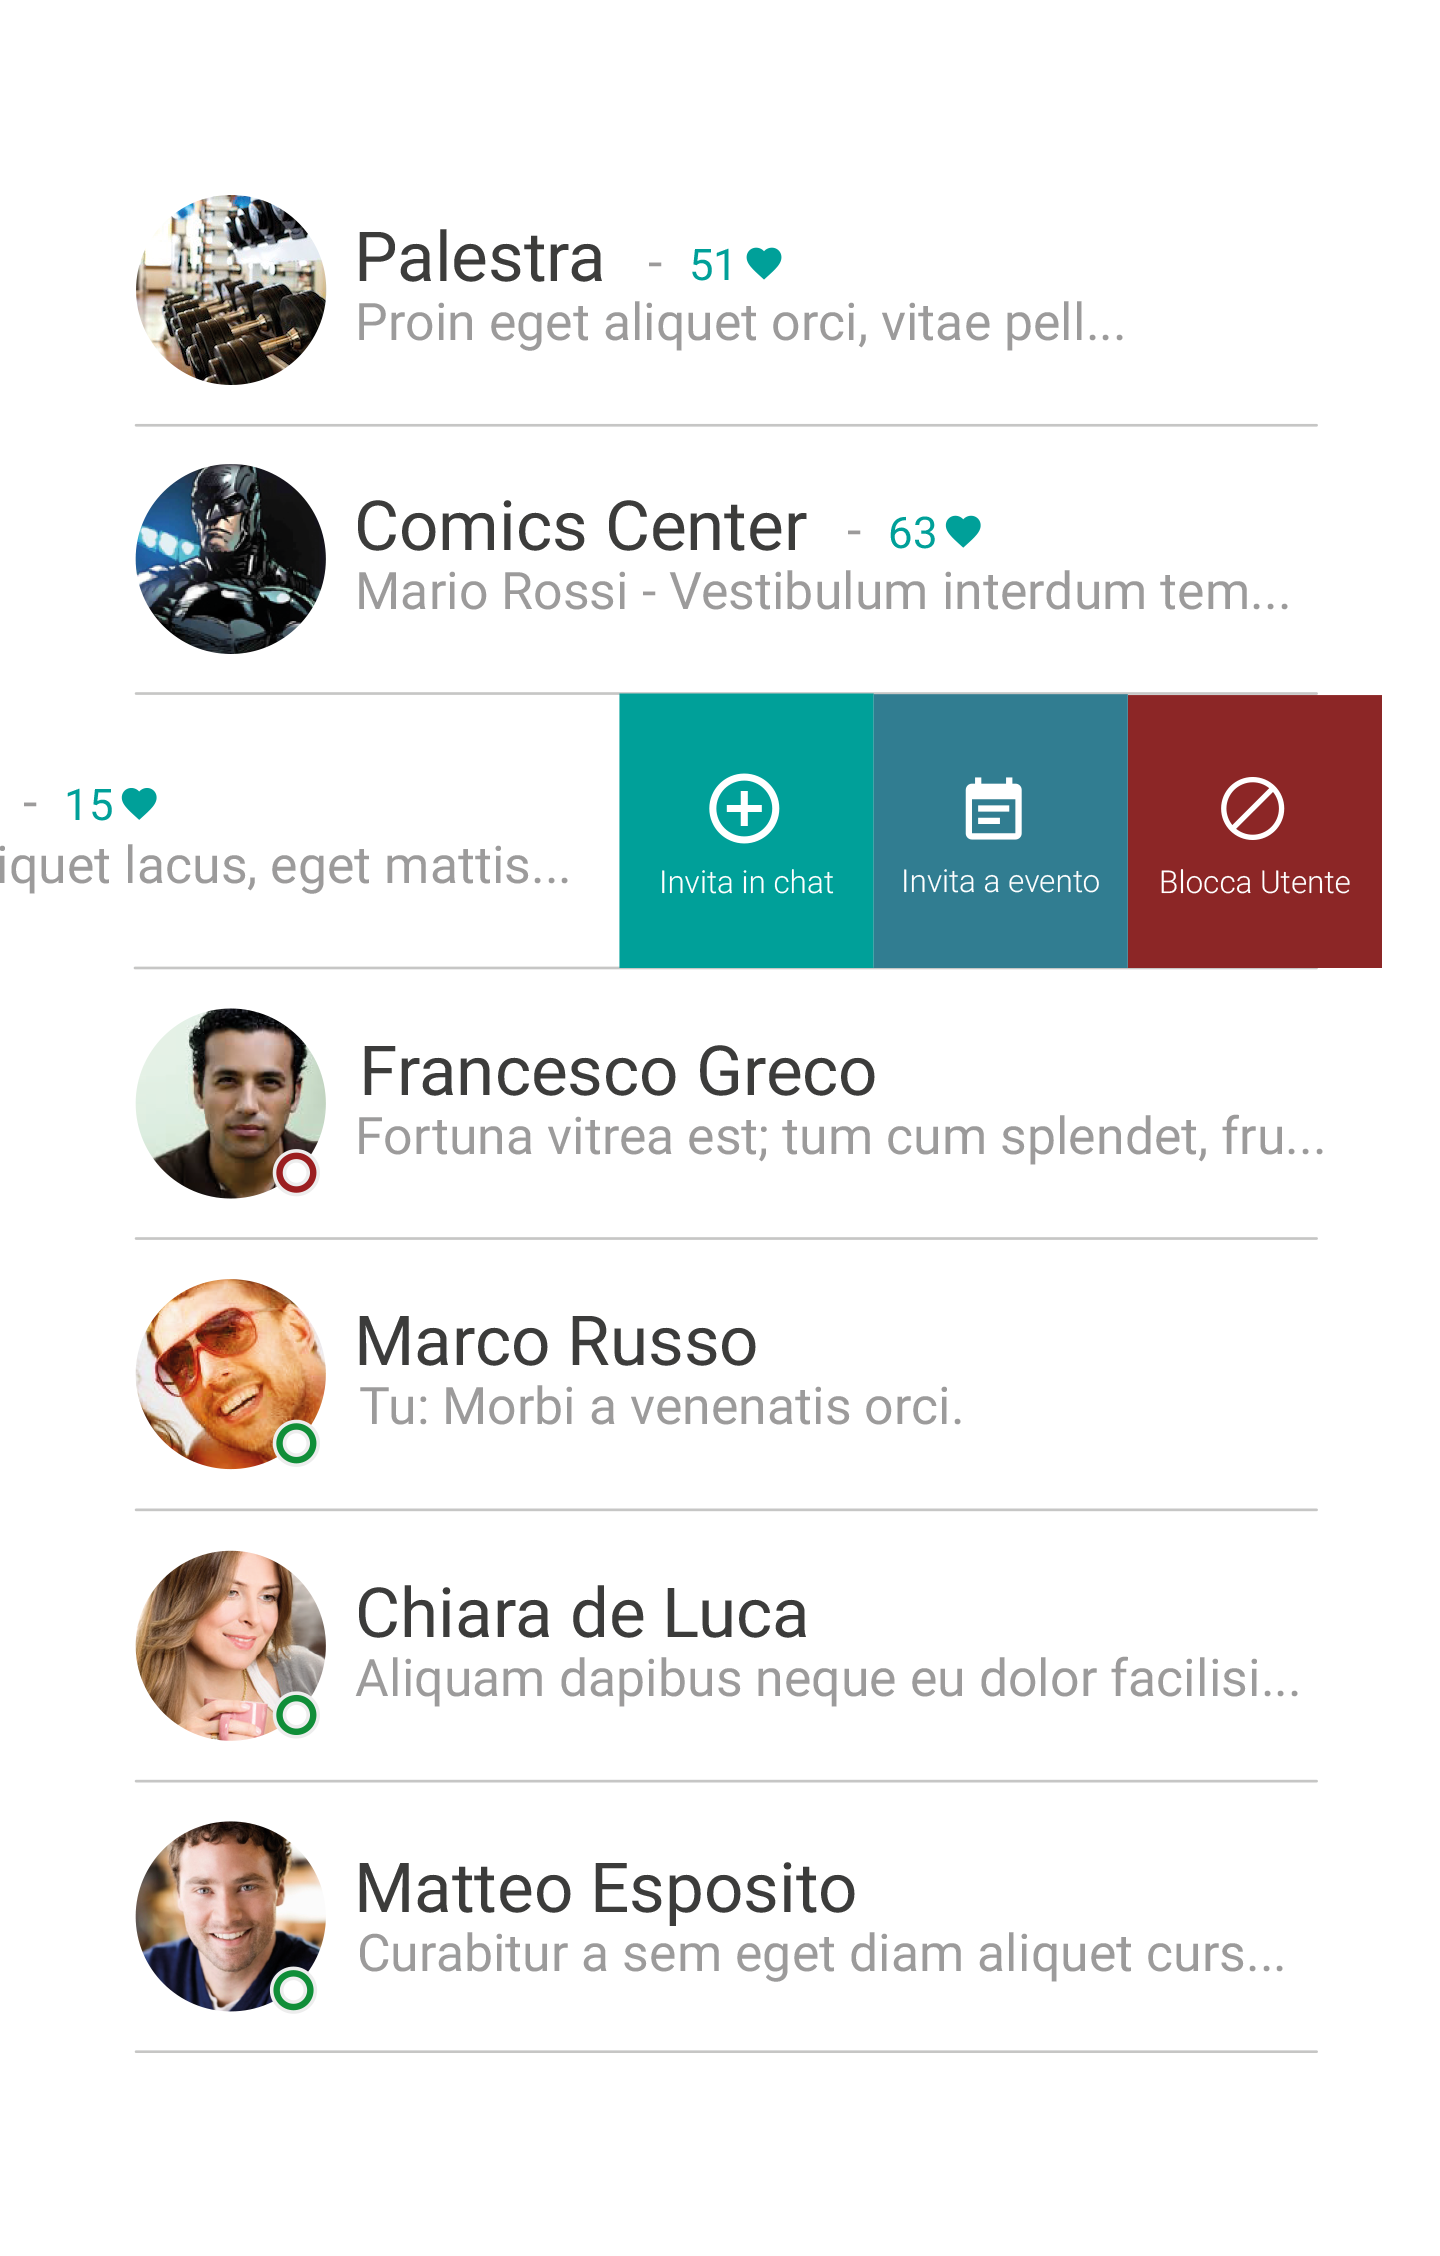 Palestra - 51
Proin eget aliquet orci, vitae pell...
Comics Center - 63
Mario Rossi - Vestibulum interdum tem...
- 15
iquet lacus, eget mattis...
Invita in chat
Invita a evento
Blocca Utente
Francesco Greco
Fortuna vitrea est; tum cum splendet, fru...
Marco Russo
Tu: Morbi a venenatis orci.
Chiara de Luca
Aliquam dapibus neque eu dolor facilisi...
Matteo Esposito
Curabitur a sem eget diam aliquet curs...